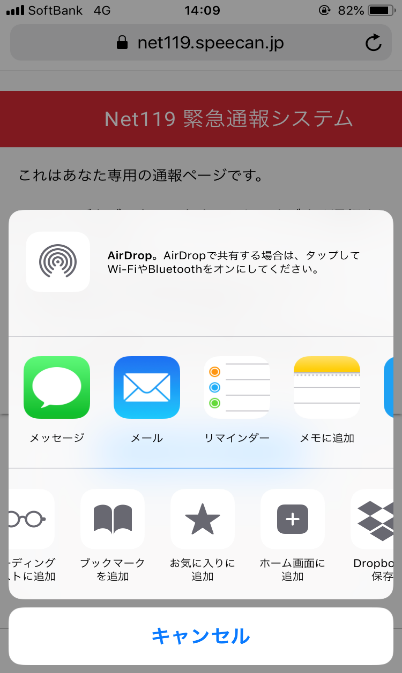 SoftBank 4G 14:09 82%
net119.speecan.jp
Net119 緊急通報システム
これはあなた専用の通報ページです。
AirDrop。AirDropで共有する場合は、タップして
Wi-FiやBluetoothをオンにしてください。
メッセージ メール リマインダー メモに追加
ーディング ブックマーク お気に入りに ホーム画面に Dropbo
ストに追加 を追加 追加 追加 保存
キャンセル